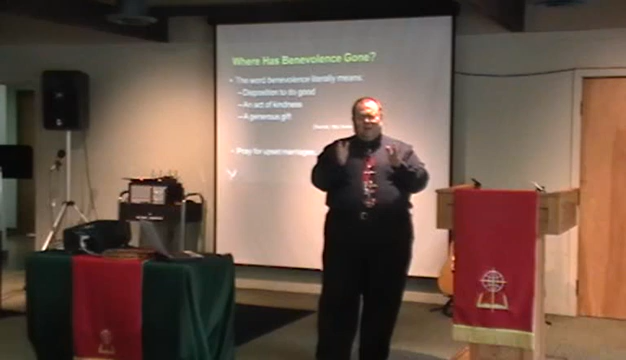 Where Has Benevolence Gone?
• The word benevolence literally means:
–Disposition to do good
–An act of kindness
–A generous gift
• Pray for upset marriages